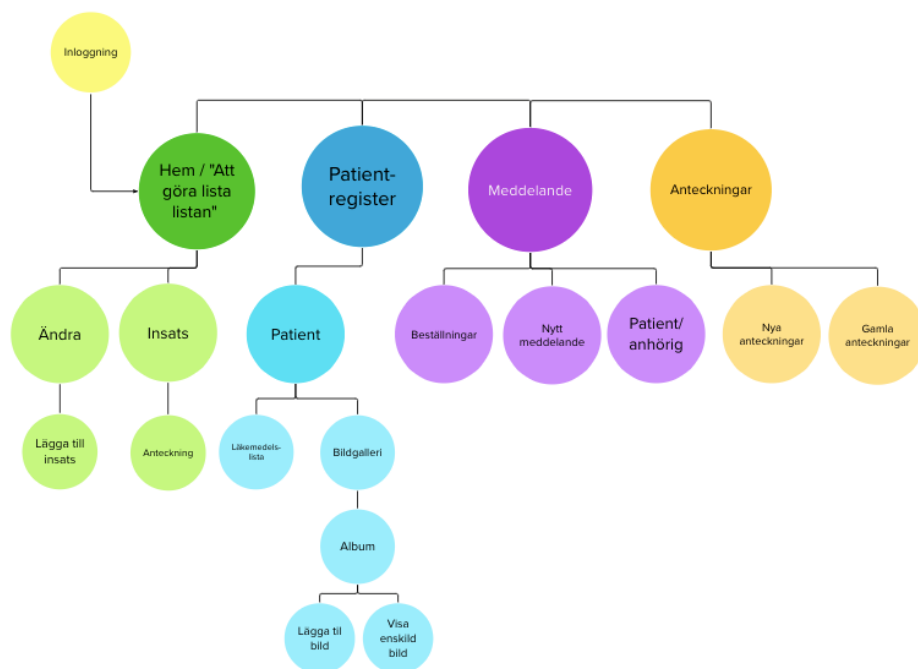 Inloggning
Hem / "Att
göra lista
listan"
Patient-
register
Meddelande
Anteckningar
Ändra
Insats
Patient
Beställningar
Nytt
meddelande
Patient/
anhörig
Nya
anteckningar
Gamla
anteckningar
Lägga till
insats
Anteckning
Läkemedels-
lista
Bildgalleri
Album
Lägga til
bild
Visa
enskild
bild